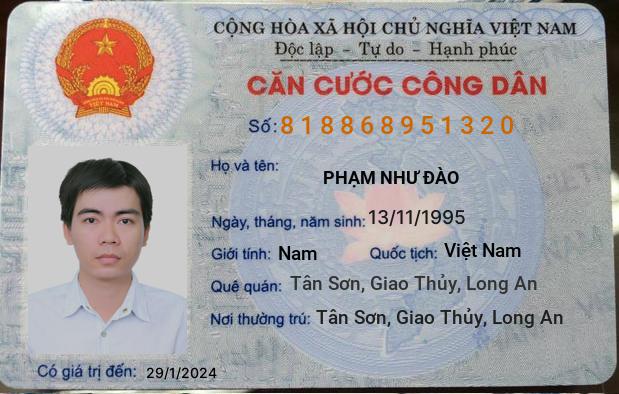 CỘNG HÒA XÃ HỘI CHỦ NGHĨA VIỆT NAM
Độc lập - Tự do - Hạnh phúc
CĂN CƯỚC CÔNG DÂN
Số: 818868951320
Họ và tên:
PHẠM NHƯ ĐÀO
Ngày, tháng, năm sinh: 13/11/1995
Giới tính: Nam Quốc tịch: Việt Nam
Quê quán: Tân Sơn, Giao Thủy, Long An
Nơi thường trú: Tân Sơn, Giao Thủy, Long An
Có giá trị đến: 29/1/2024
VIỆT NAM